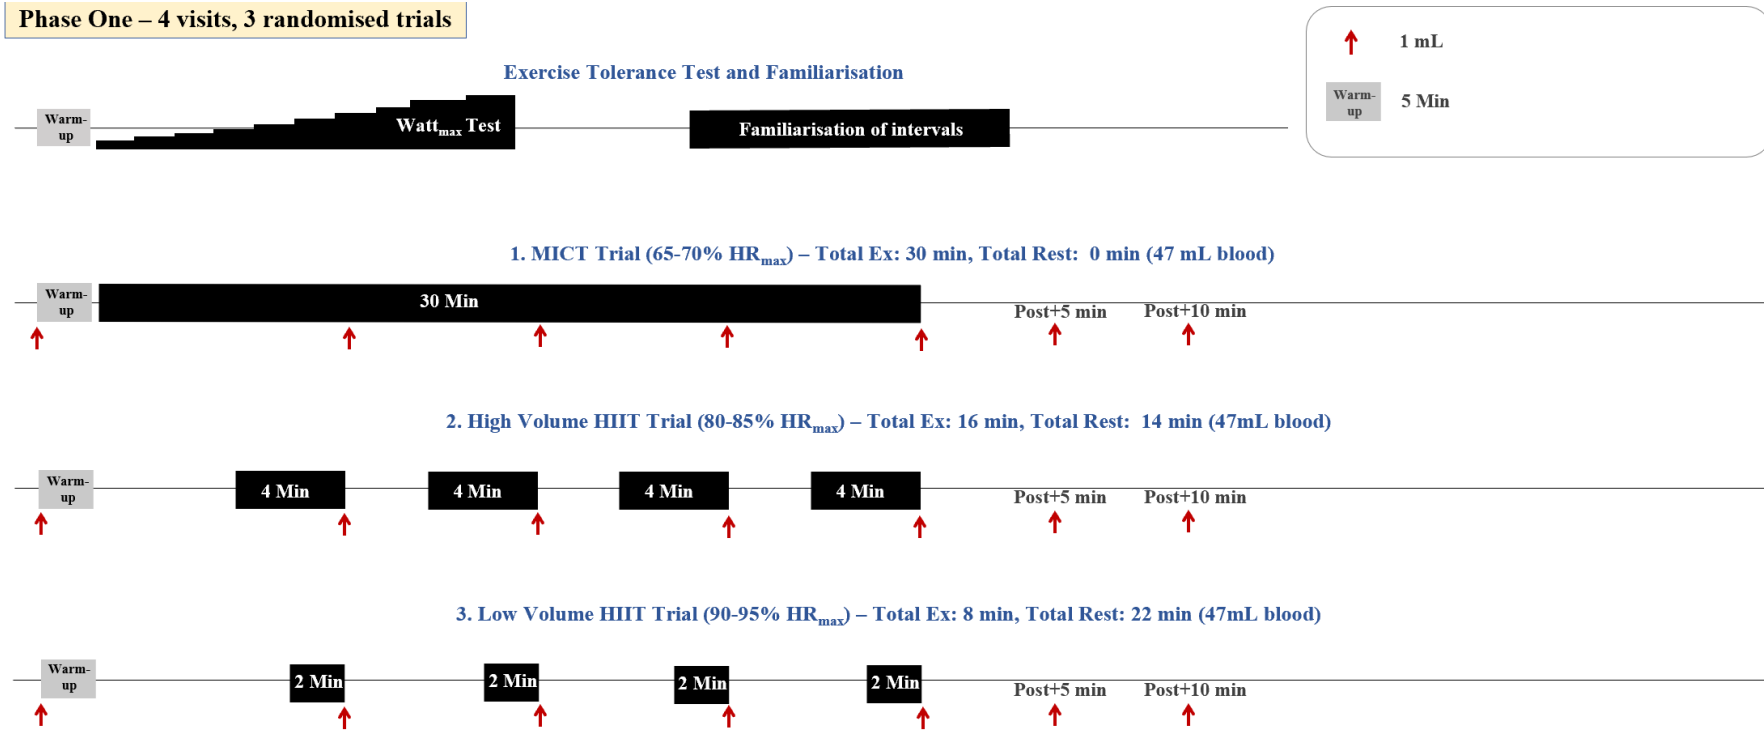 Phase One – 4 visits, 3 randomised trials
1 mL
Warm-
up
5 Min
Exercise Tolerance Test and Familiarisation
Warm-
up
Wattmax Test
Familiarisation of intervals
1. MICT Trial (65-70% HRmax) – Total Ex: 30 min, Total Rest:  0 min (47 mL blood)
Warm-
up
30 Min
Post+5 min
Post+10 min
2. High Volume HIIT Trial (80-85% HRmax) – Total Ex: 16 min, Total Rest:  14 min (47mL blood)
Warm-
up
4 Min
4 Min
4 Min
4 Min
Post+5 min
Post+10 min
3. Low Volume HIIT Trial (90-95% HRmax) – Total Ex: 8 min, Total Rest: 22 min (47mL blood)
Warm-
up
2 Min
2 Min
2 Min
2 Min
Post+5 min
Post+10 min